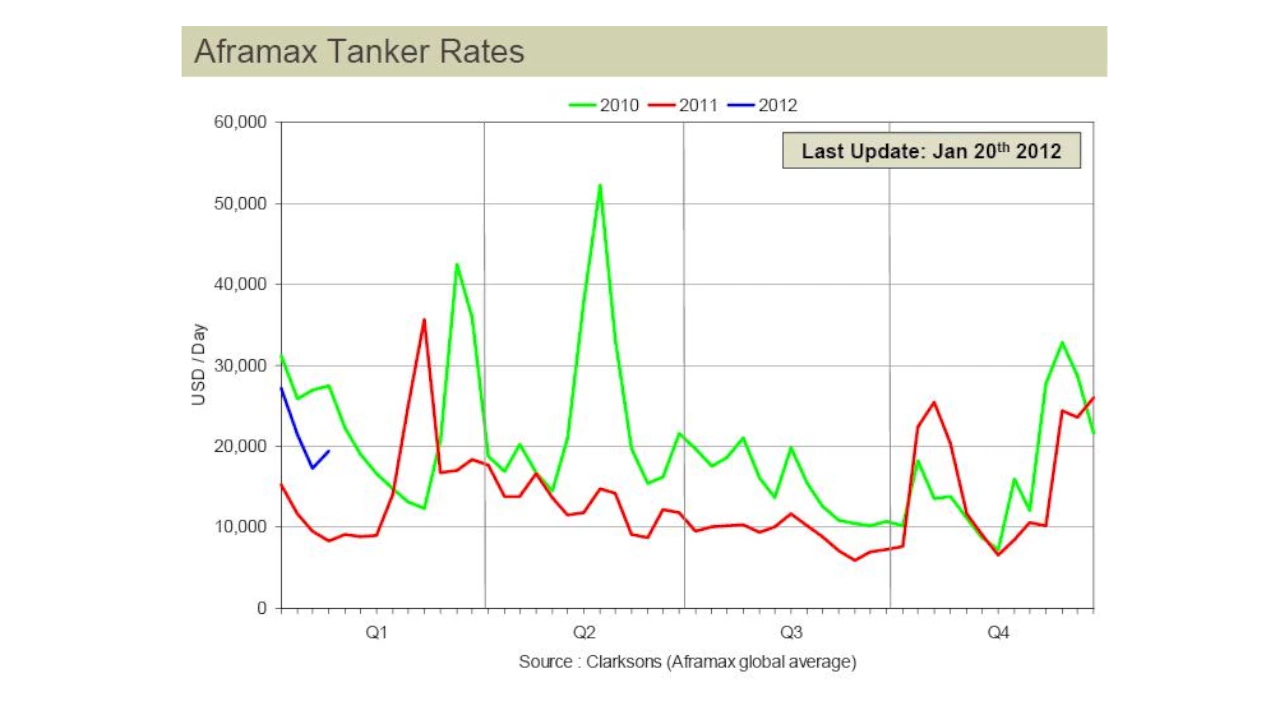 Aframax Tanker Rates
2010 2011 2012
60,000
Last Update: Jan 20th 2012
50,000
40,000
USD / Day
30,000
20,000
10,000
0
Q1 Q2 Q3 Q4
Source : Clarksons (Aframax global average)